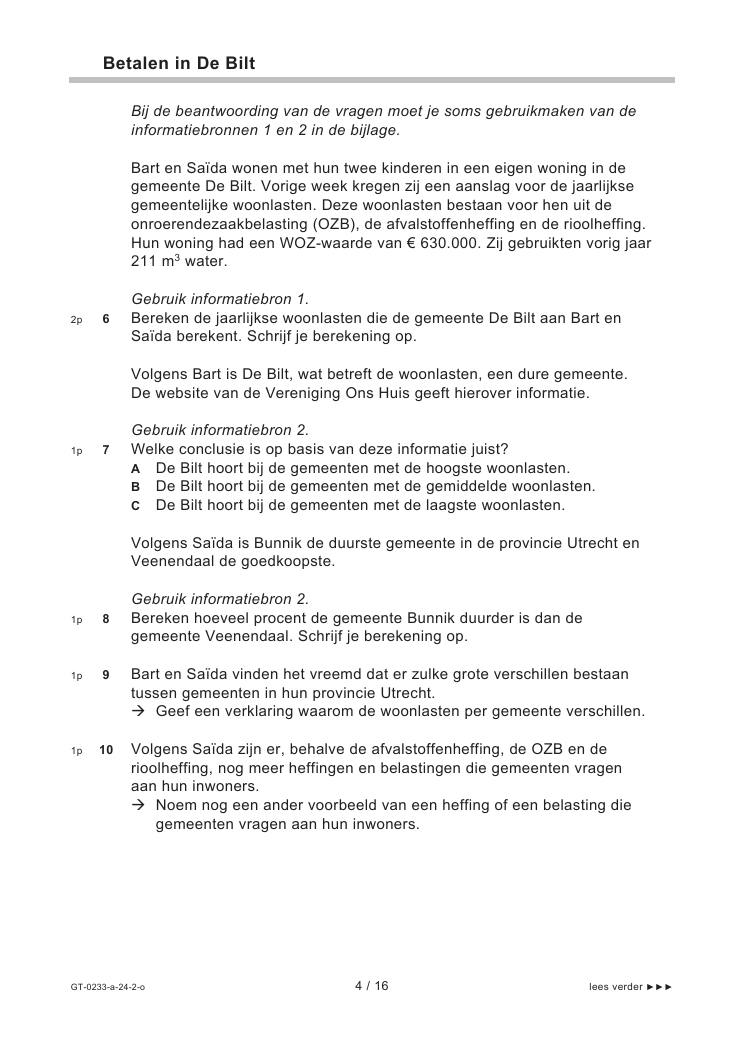 Betalen in De Bilt
Bij de beantwoording van de vragen moet je soms gebruikmaken van de
informatiebronnen 1 en 2 in de bijlage.
Bart en Saïda wonen met hun twee kinderen in een eigen woning in de
gemeente De Bilt. Vorige week kregen zij een aanslag voor de jaarlijkse
gemeentelijke woonlasten. Deze woonlasten bestaan voor hen uit de
onroerendezaakbelasting (OZB), de afvalstoffenheffing en de rioolheffing.
Hun woning had een WOZ-waarde van € 630.000. Zij gebruikten vorig jaar
211 m³ water.
Gebruik informatiebron 1.
2p 6 Bereken de jaarlijkse woonlasten die de gemeente De Bilt aan Bart en
Saïda berekent. Schrijf je berekening op.
Volgens Bart is De Bilt, wat betreft de woonlasten, een dure gemeente.
De website van de Vereniging Ons Huis geeft hierover informatie.
Gebruik informatiebron 2.
1p 7 Welke conclusie is op basis van deze informatie juist?
A De Bilt hoort bij de gemeenten met de hoogste woonlasten.
B De Bilt hoort bij de gemeenten met de gemiddelde woonlasten.
C De Bilt hoort bij de gemeenten met de laagste woonlasten.
Volgens Saïda is Bunnik de duurste gemeente in de provincie Utrecht en
Veenendaal de goedkoopste.
Gebruik informatiebron 2.
1p 8 Bereken hoeveel procent de gemeente Bunnik duurder is dan de
gemeente Veenendaal. Schrijf je berekening op.
1p 9 Bart en Saïda vinden het vreemd dat er zulke grote verschillen bestaan
tussen gemeenten in hun provincie Utrecht.
→ Geef een verklaring waarom de woonlasten per gemeente verschillen.
1p 10 Volgens Saïda zijn er, behalve de afvalstoffenheffing, de OZB en de
rioolheffing, nog meer heffingen en belastingen die gemeenten vragen
aan hun inwoners.
→ Noem nog een ander voorbeeld van een heffing of een belasting die
gemeenten vragen aan hun inwoners.
GT-0233-a-24-2-o 4 / 16 lees verder ►►►